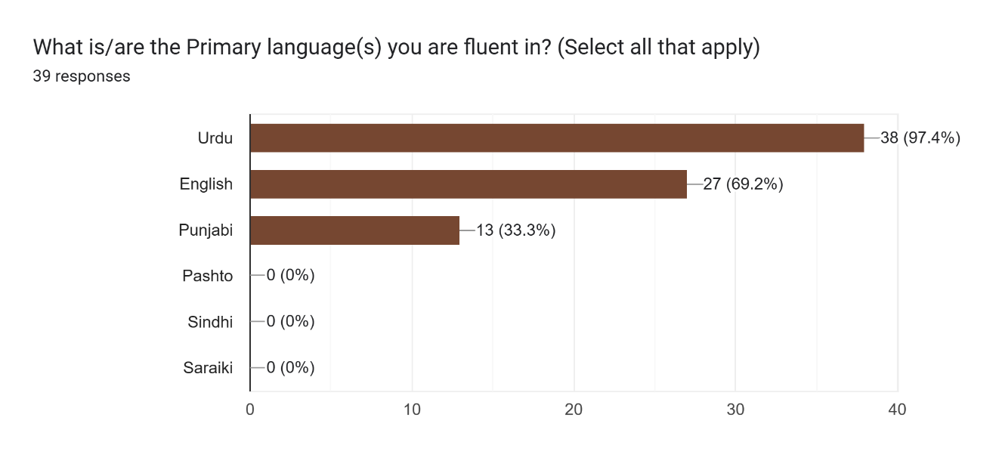 What is/are the Primary language(s) you are fluent in? (Select all that apply)
39 responses
Urdu 38 (97.4%)
English 27 (69.2%)
Punjabi 13 (33.3%)
Pashto 0 (0%)
Sindhi 0 (0%)
Saraiki 0 (0%)
0 10 20 30 40